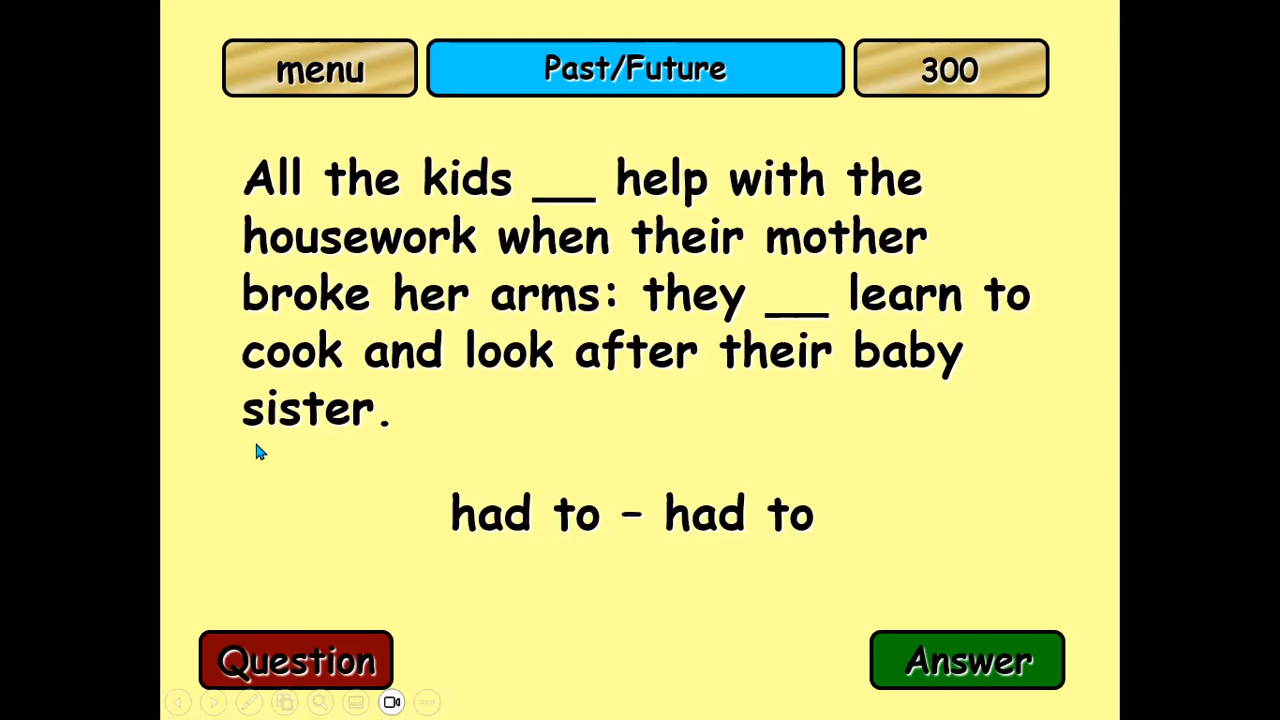 menu
Past/Future
300
All the kids __ help with the
housework when their mother
broke her arms: they __ learn to
cook and look after their baby
sister.
had to – had to
Question
Answer